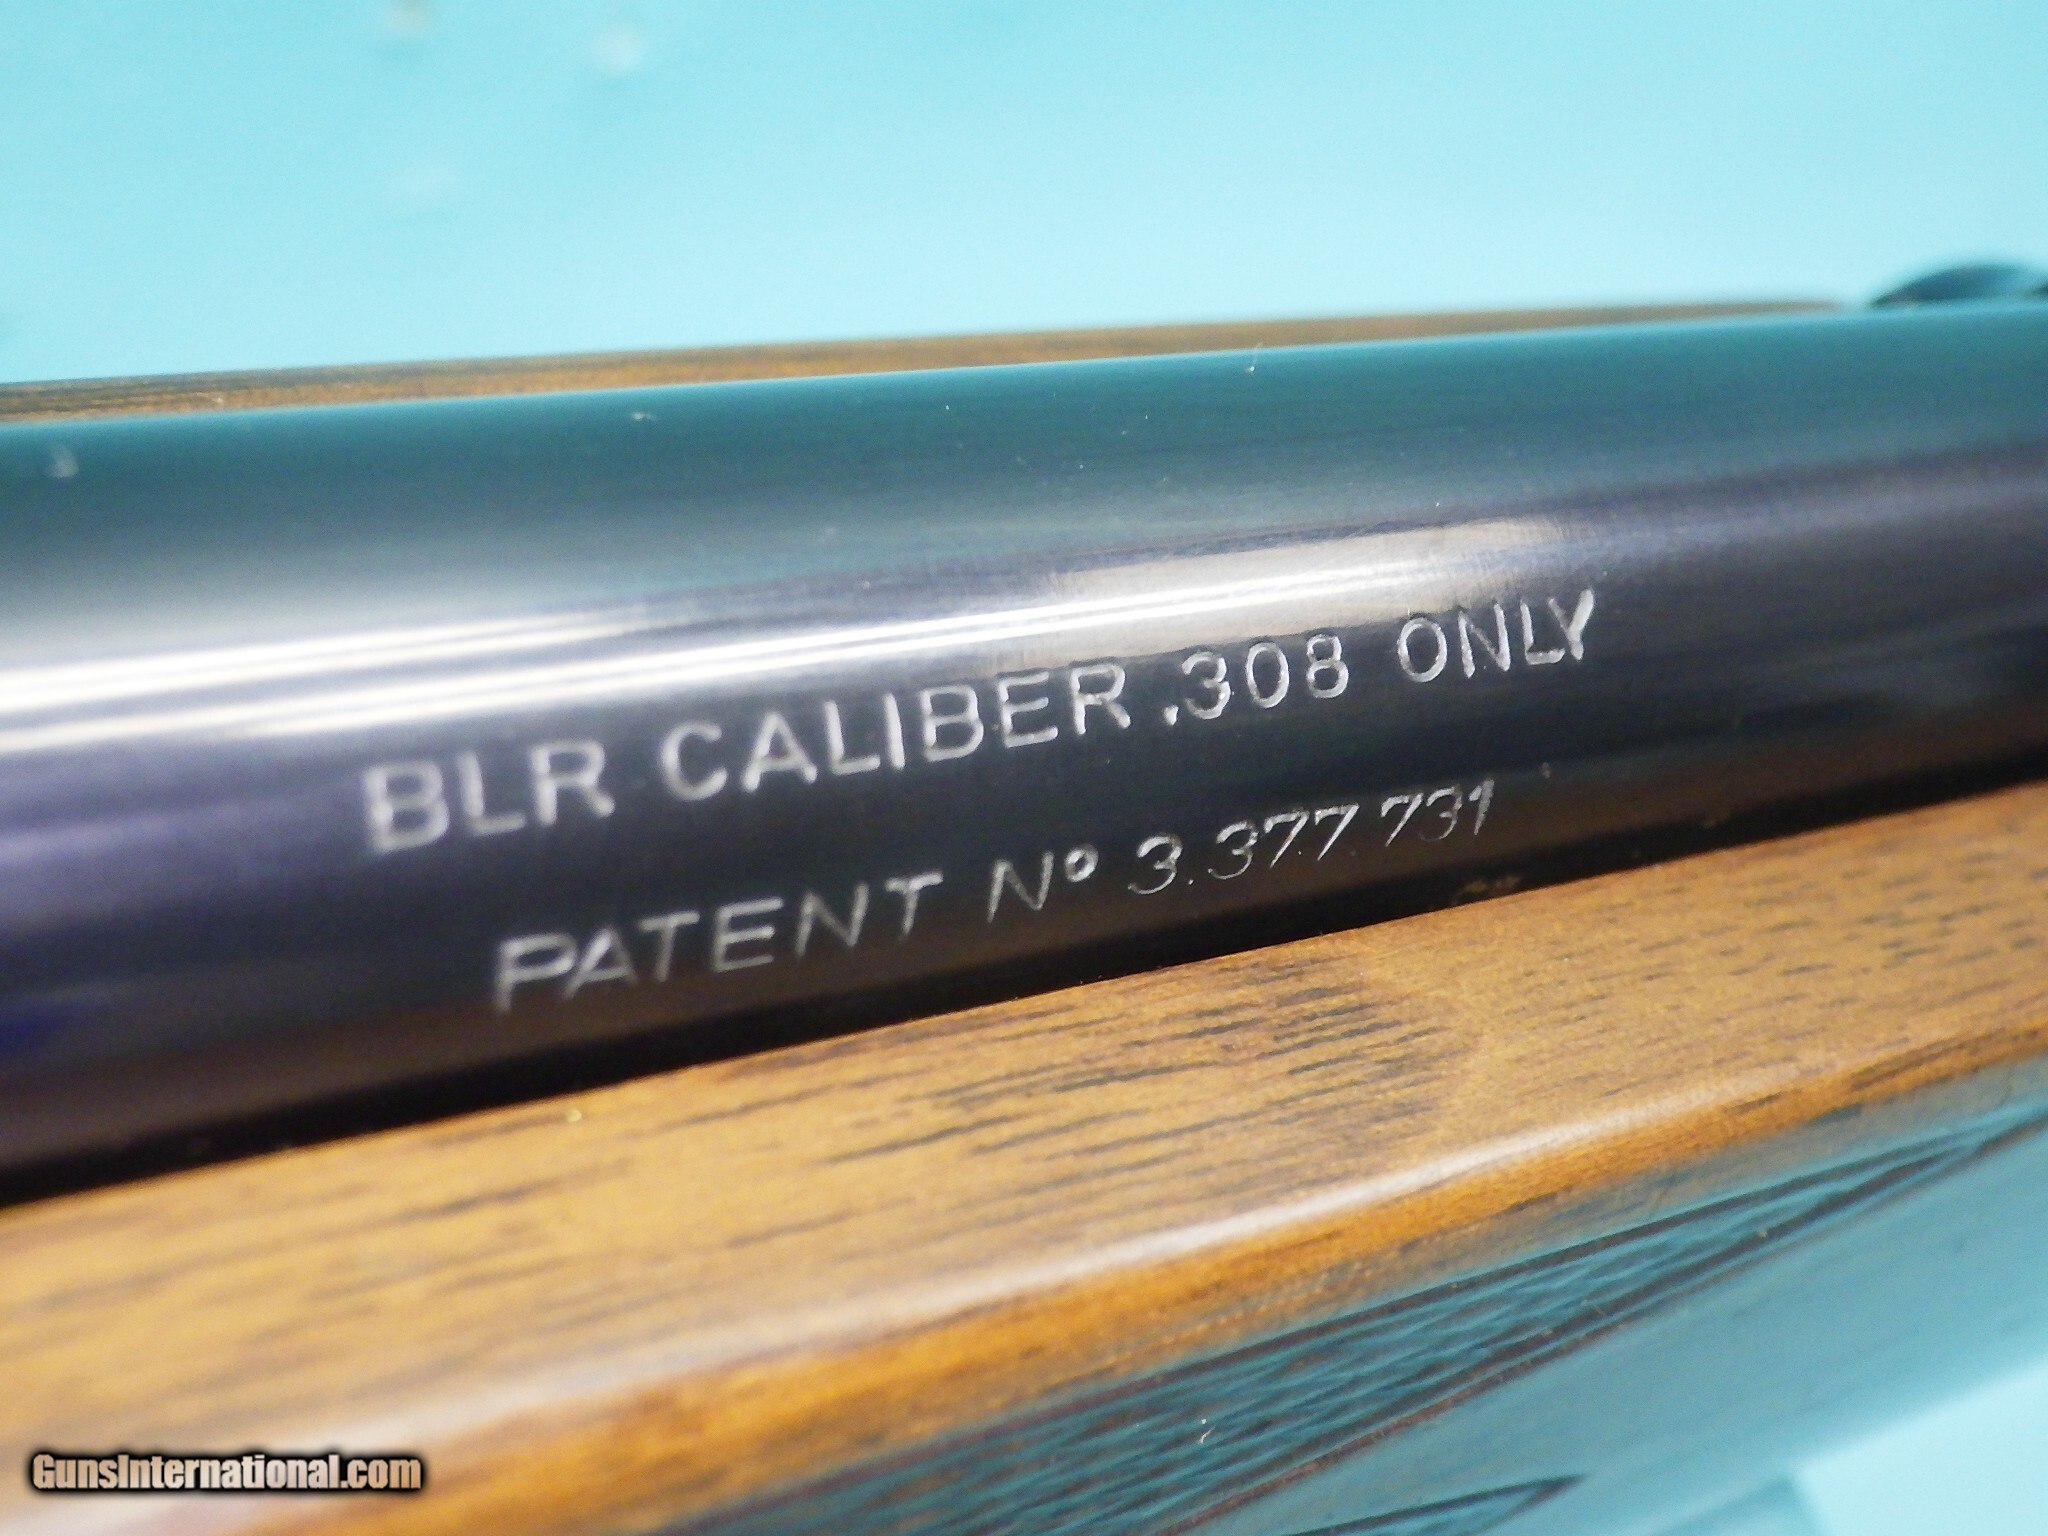 BLR CALIBER .308 ONLY
PATENT Nº 3.377.731
GunsInternational.com